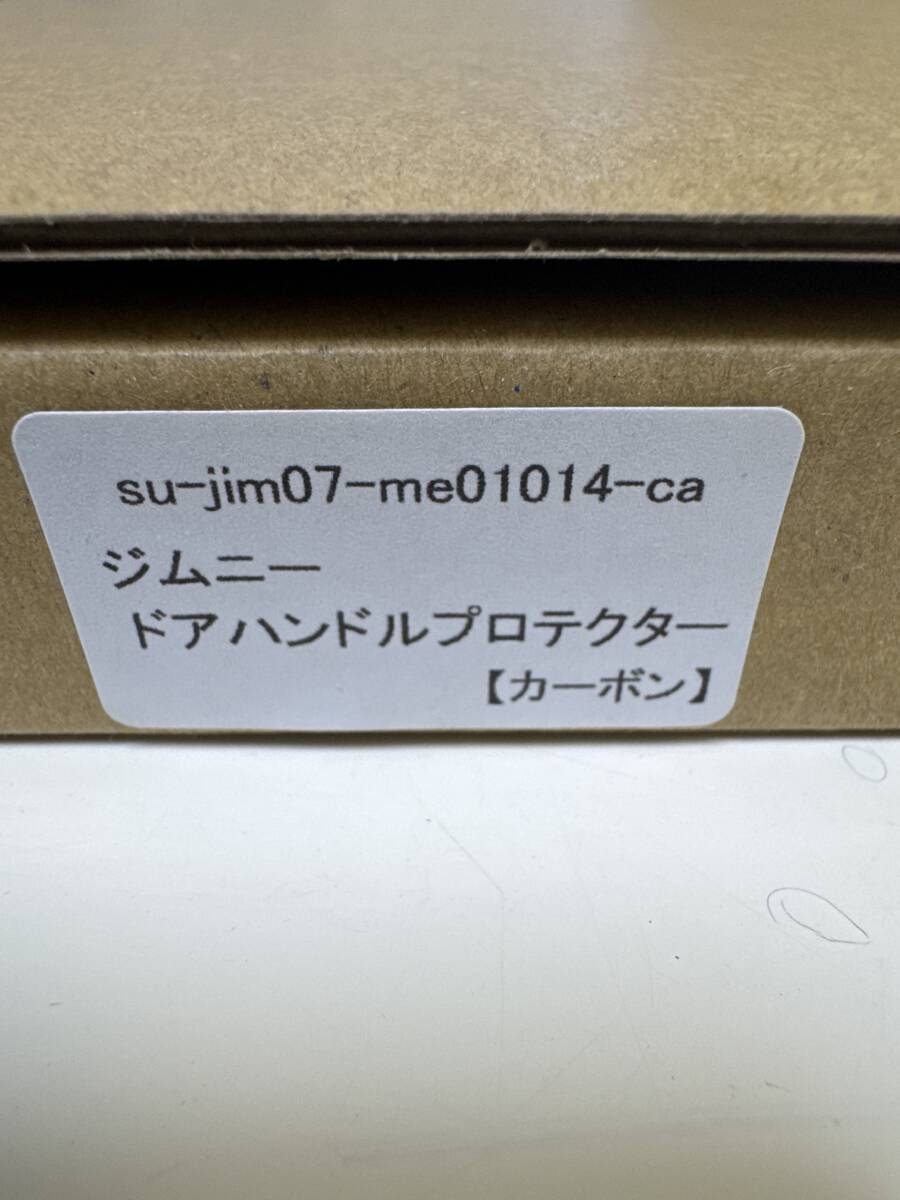 su-jim07-me01014-ca
ジムニー
ドアハンドルプロテクター
【カーボン】